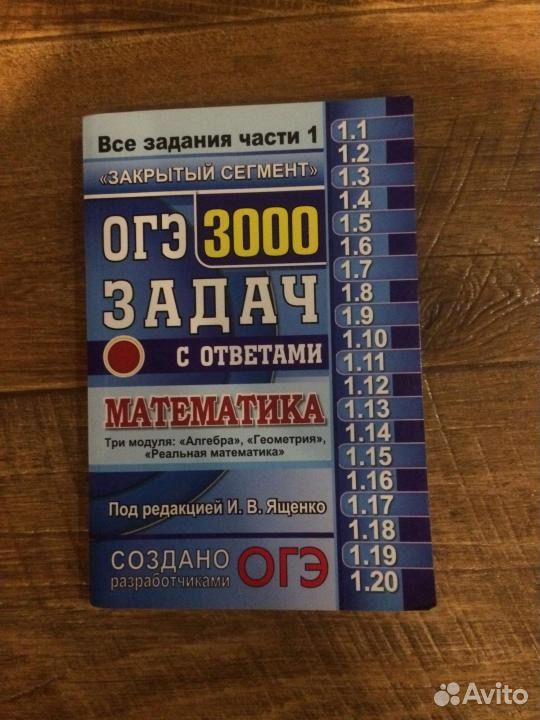 Все задания части 1
«ЗАКРЫТЫЙ СЕГМЕНТ»
ОГЭ 3000
ЗАДАЧ
С ОТВЕТАМИ
МАТЕМАТИКА
Три модуля: «Алгебра», «Геометрия»,
«Реальная математика»
Под редакцией И. В. Ященко
СОЗДАНО
разработчиками
ОГЭ
1.1
1.2
1.3
1.4
1.5
1.6
1.7
1.8
1.9
1.10
1.11
1.12
1.13
1.14
1.15
1.16
1.17
1.18
1.19
1.20
Avito